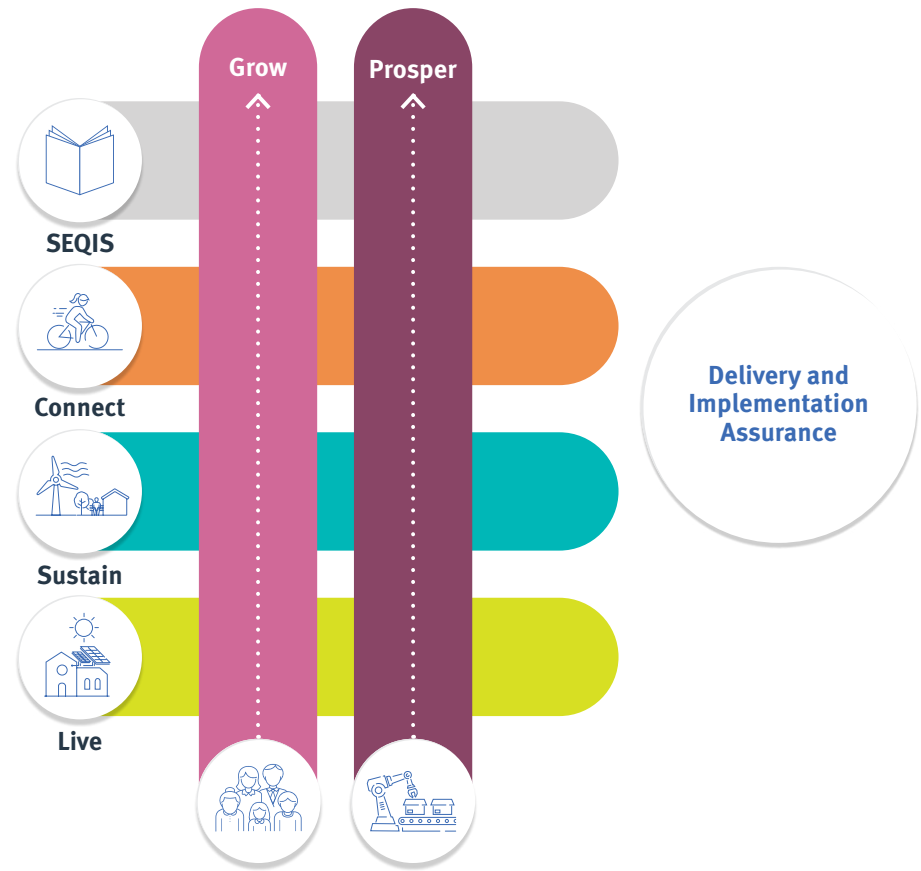 Grow
Prosper
SEQIS
Connect
Delivery and
Implementation
Assurance
Sustain
Live